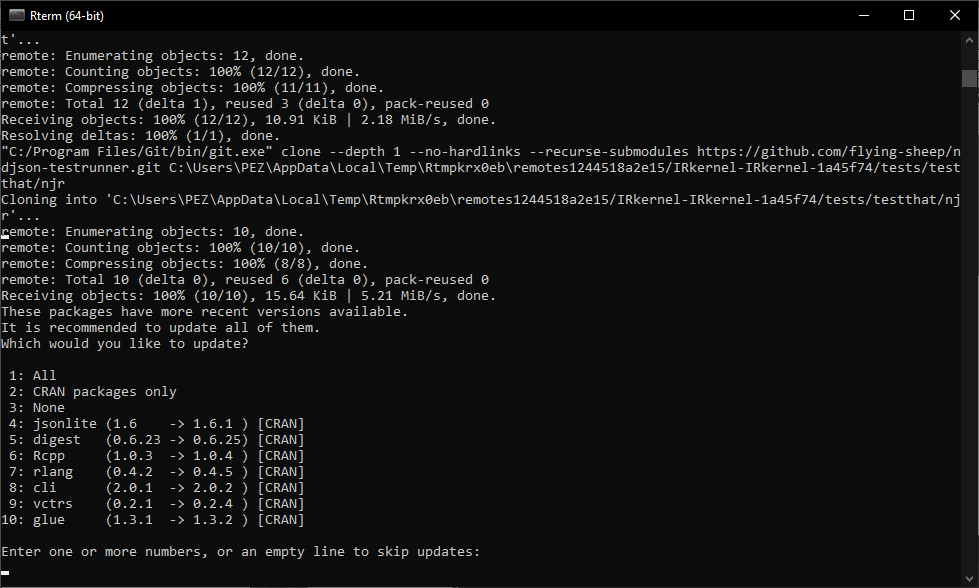 Rterm (64-bit)
t'...
remote: Enumerating objects: 12, done.
remote: Counting objects: 100% (12/12), done.
remote: Compressing objects: 100% (11/11), done.
remote: Total 12 (delta 1), reused 3 (delta 0), pack-reused 0
Receiving objects: 100% (12/12), 10.91 KiB | 2.18 MiB/s, done.
Resolving deltas: 100% (1/1), done.
"C:/Program Files/Git/bin/git.exe" clone --depth 1 --no-hardlinks --recurse-submodules https://github.com/flying-sheep/n
djson-testrunner.git C:\Users\PEZ\AppData\Local\Temp\Rtmpkrx0eb\remotes1244518a2e15/IRkernel-IRkernel-1a45f74/tests/test
that/njr
Cloning into 'C:\Users\PEZ\AppData\Local\Temp\Rtmpkrx0eb\remotes1244518a2e15/IRkernel-IRkernel-1a45f74/tests/testthat/nj
r'...
remote: Enumerating objects: 10, done.
remote: Counting objects: 100% (10/10), done.
remote: Compressing objects: 100% (8/8), done.
remote: Total 10 (delta 0), reused 6 (delta 0), pack-reused 0
Receiving objects: 100% (10/10), 15.64 KiB | 5.21 MiB/s, done.
These packages have more recent versions available.
It is recommended to update all of them.
Which would you like to update?
 1: All
 2: CRAN packages only
 3: None
 4: jsonlite (1.6    -> 1.6.1 ) [CRAN]
 5: digest   (0.6.23 -> 0.6.25) [CRAN]
 6: Rcpp     (1.0.3  -> 1.0.4 ) [CRAN]
 7: rlang    (0.4.2  -> 0.4.5 ) [CRAN]
 8: cli      (2.0.1  -> 2.0.2 ) [CRAN]
 9: vctrs    (0.2.1  -> 0.2.4 ) [CRAN]
10: glue     (1.3.1  -> 1.3.2 ) [CRAN]
Enter one or more numbers, or an empty line to skip updates: